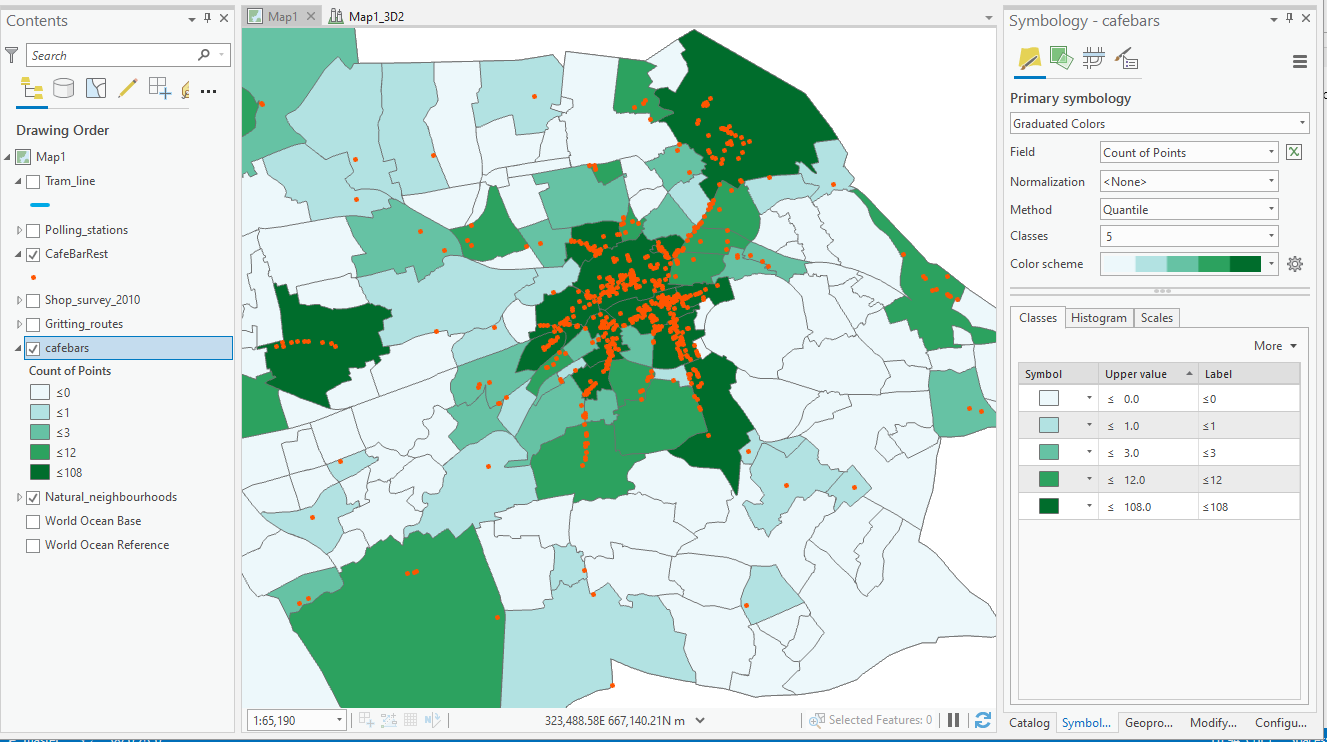 Contents
Search
Drawing Order
Map1
Tram_line
Polling_stations
CafeBarRest
Shop_survey_2010
Gritting_routes
cafebars
Count of Points
≤0
≤1
≤3
≤12
≤108
Natural_neighbourhoods
World Ocean Base
World Ocean Reference
Map1
Map1_3D2
1:65,190
323,488.58E 667,140.21N m
Selected Features: 0
Symbology - cafebars
Primary symbology
Graduated Colors
Field Count of Points
Normalization <None>
Method Quantile
Classes 5
Color scheme
Classes Histogram Scales
More
Symbol Upper value Label
≤ 0.0 ≤0
≤ 1.0 ≤1
≤ 3.0 ≤3
≤ 12.0 ≤12
≤ 108.0 ≤108
Catalog Symbol... Geopro... Modify... Configu...